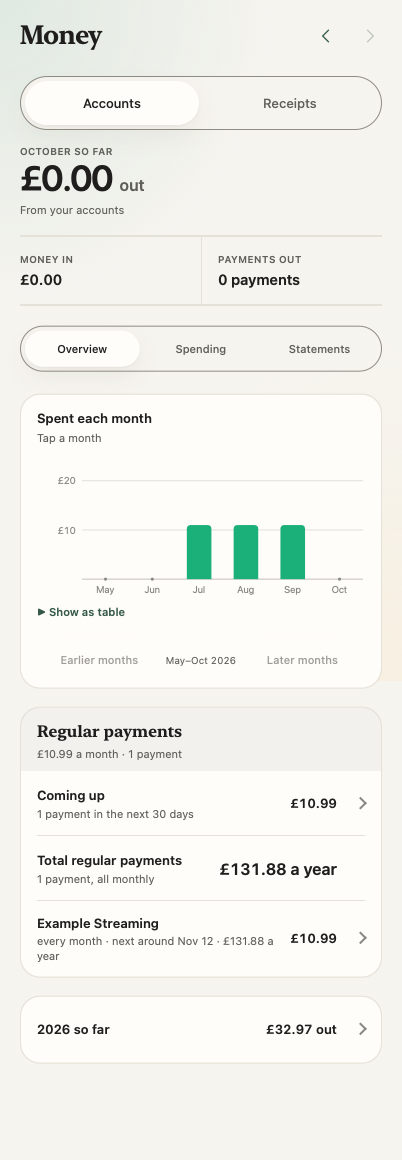 Money
Accounts
Receipts
OCTOBER SO FAR
£0.00 out
From your accounts
MONEY IN
£0.00
PAYMENTS OUT
0 payments
Overview
Spending
Statements
Spent each month
Tap a month
£20
£10
May Jun Jul Aug Sep Oct
Show as table
Earlier months
May–Oct 2026
Later months
Regular payments
£10.99 a month · 1 payment
Coming up
1 payment in the next 30 days
£10.99
Total regular payments
1 payment, all monthly
£131.88 a year
Example Streaming
every month · next around Nov 12 · £131.88 a
year
£10.99
2026 so far
£32.97 out